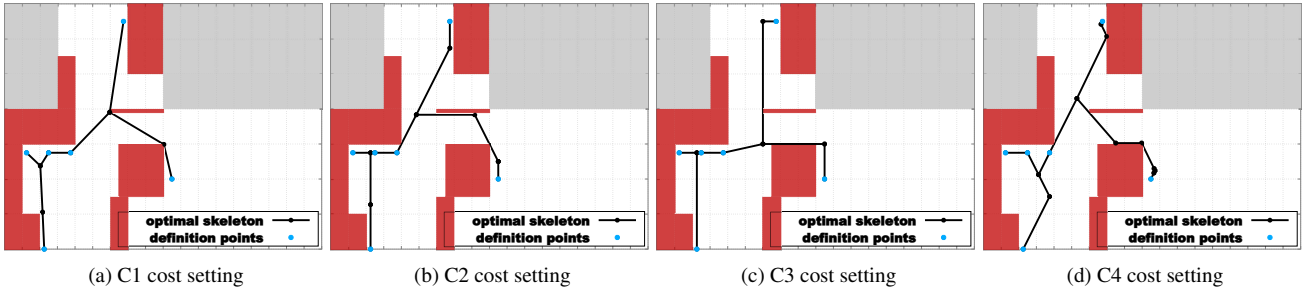 optimal skeleton
definition points
optimal skeleton
definition points
optimal skeleton
definition points
optimal skeleton
definition points
(a) C1 cost setting
(b) C2 cost setting
(c) C3 cost setting
(d) C4 cost setting